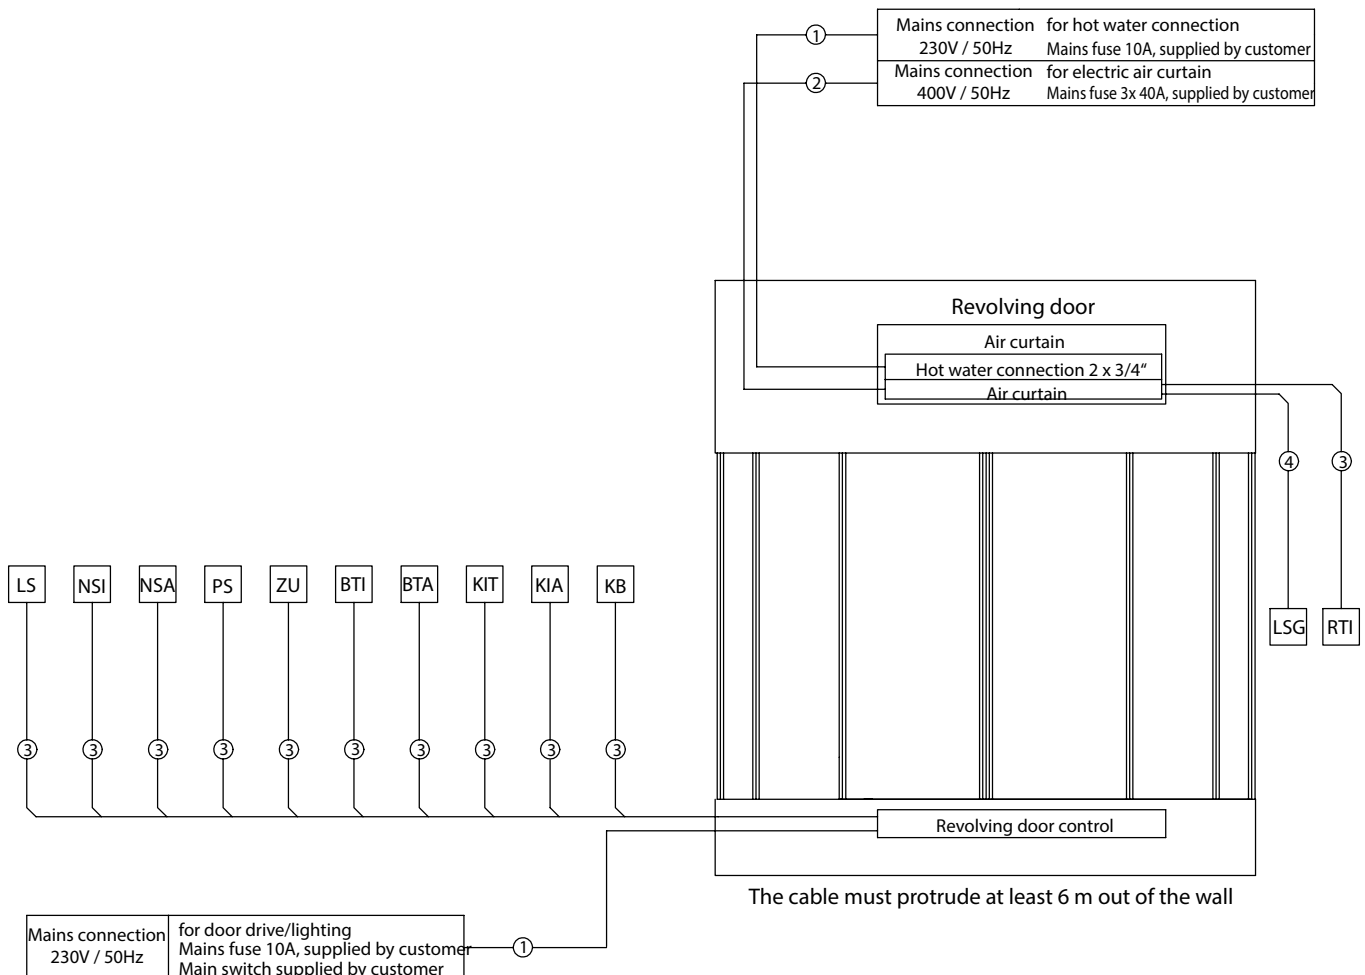 Mains connection for hot water connection
230V / 50Hz Mains fuse 10A, supplied by customer
Mains connection for electric air curtain
400V / 50Hz Mains fuse 3x 40A, supplied by customer
1
2
Revolving door
Air curtain
Hot water connection 2 x 3/4“
Air curtain
4 3
LSG RTI
LS NSI NSA PS ZU BTI BTA KIT KIA KB
3 3 3 3 3 3 3 3 3 3
Revolving door control
The cable must protrude at least 6 m out of the wall
Mains connection
230V / 50Hz
for door drive/lighting
Mains fuse 10A, supplied by customer
Main switch supplied by customer
1